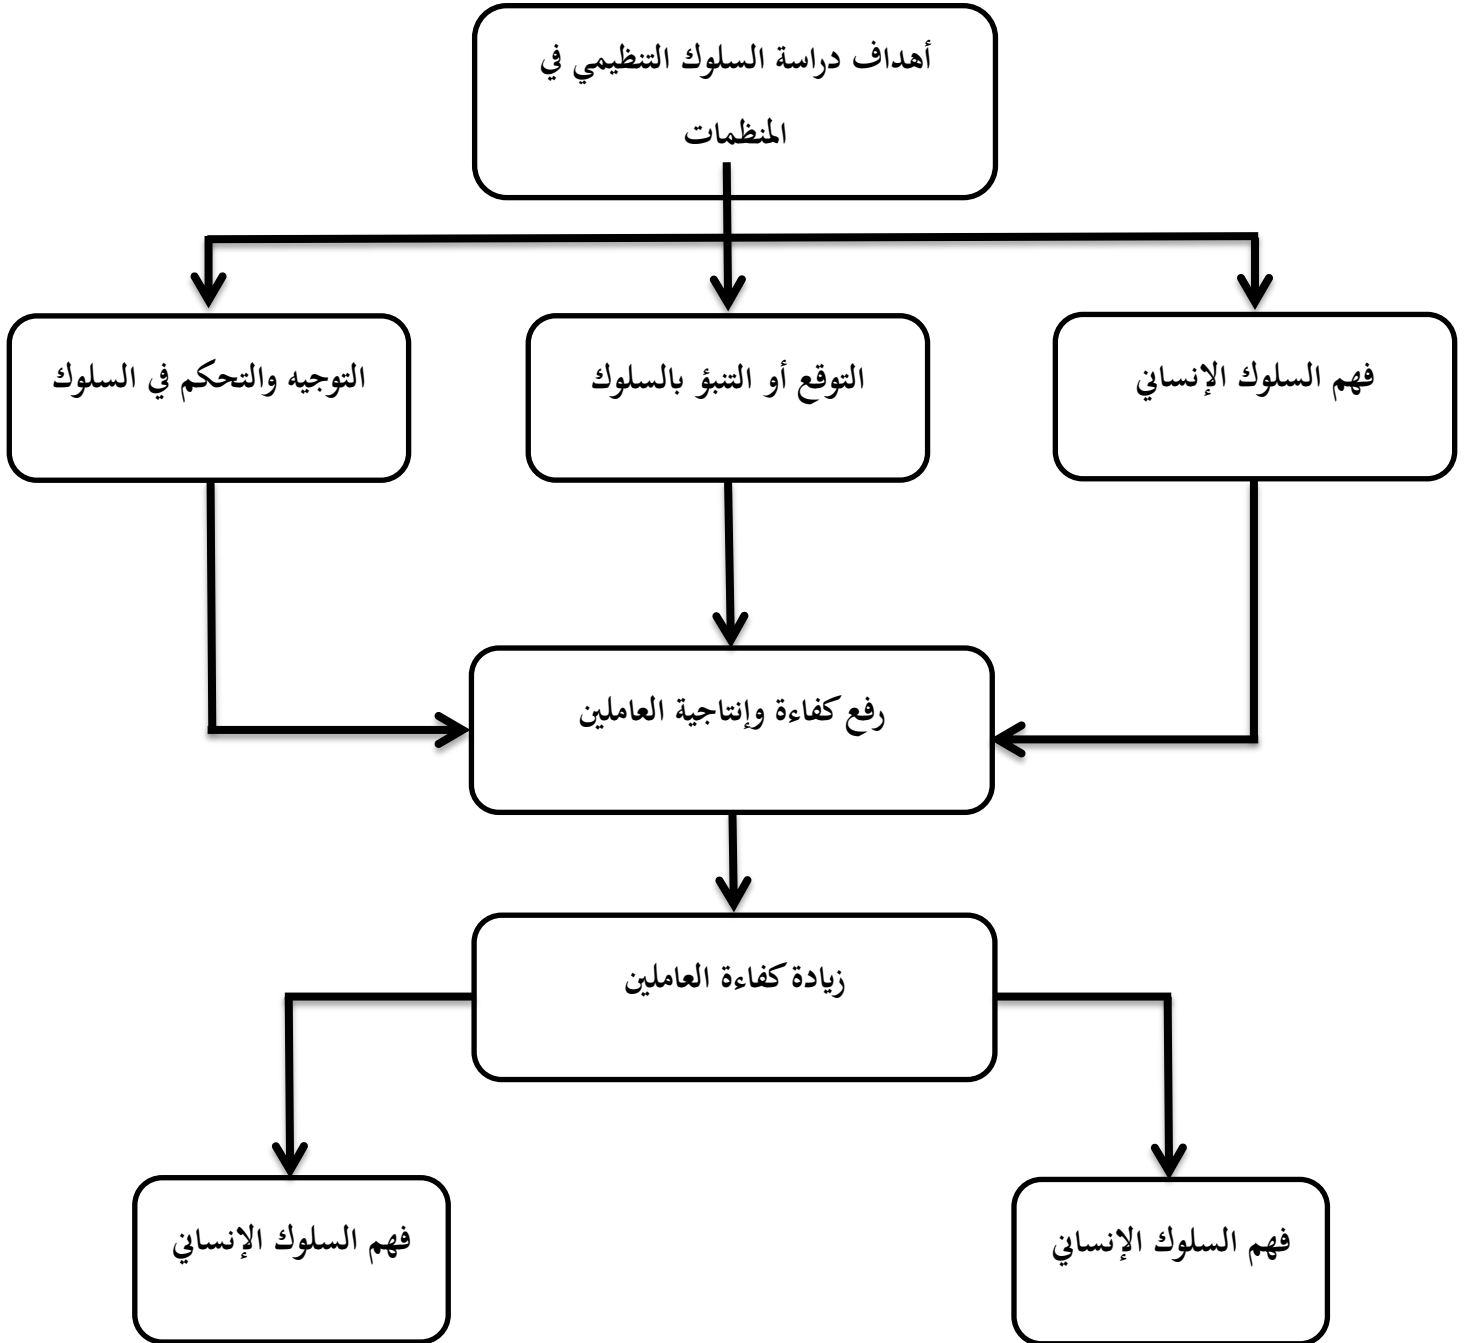 أهداف دراسة السلوك التنظيمي في
المنظمات
فهم السلوك الإنساني
التوقع أو التنبؤ بالسلوك
التوجيه والتحكم في السلوك
رفع كفاءة وإنتاجية العاملين
زيادة كفاءة العاملين
فهم السلوك الإنساني
فهم السلوك الإنساني